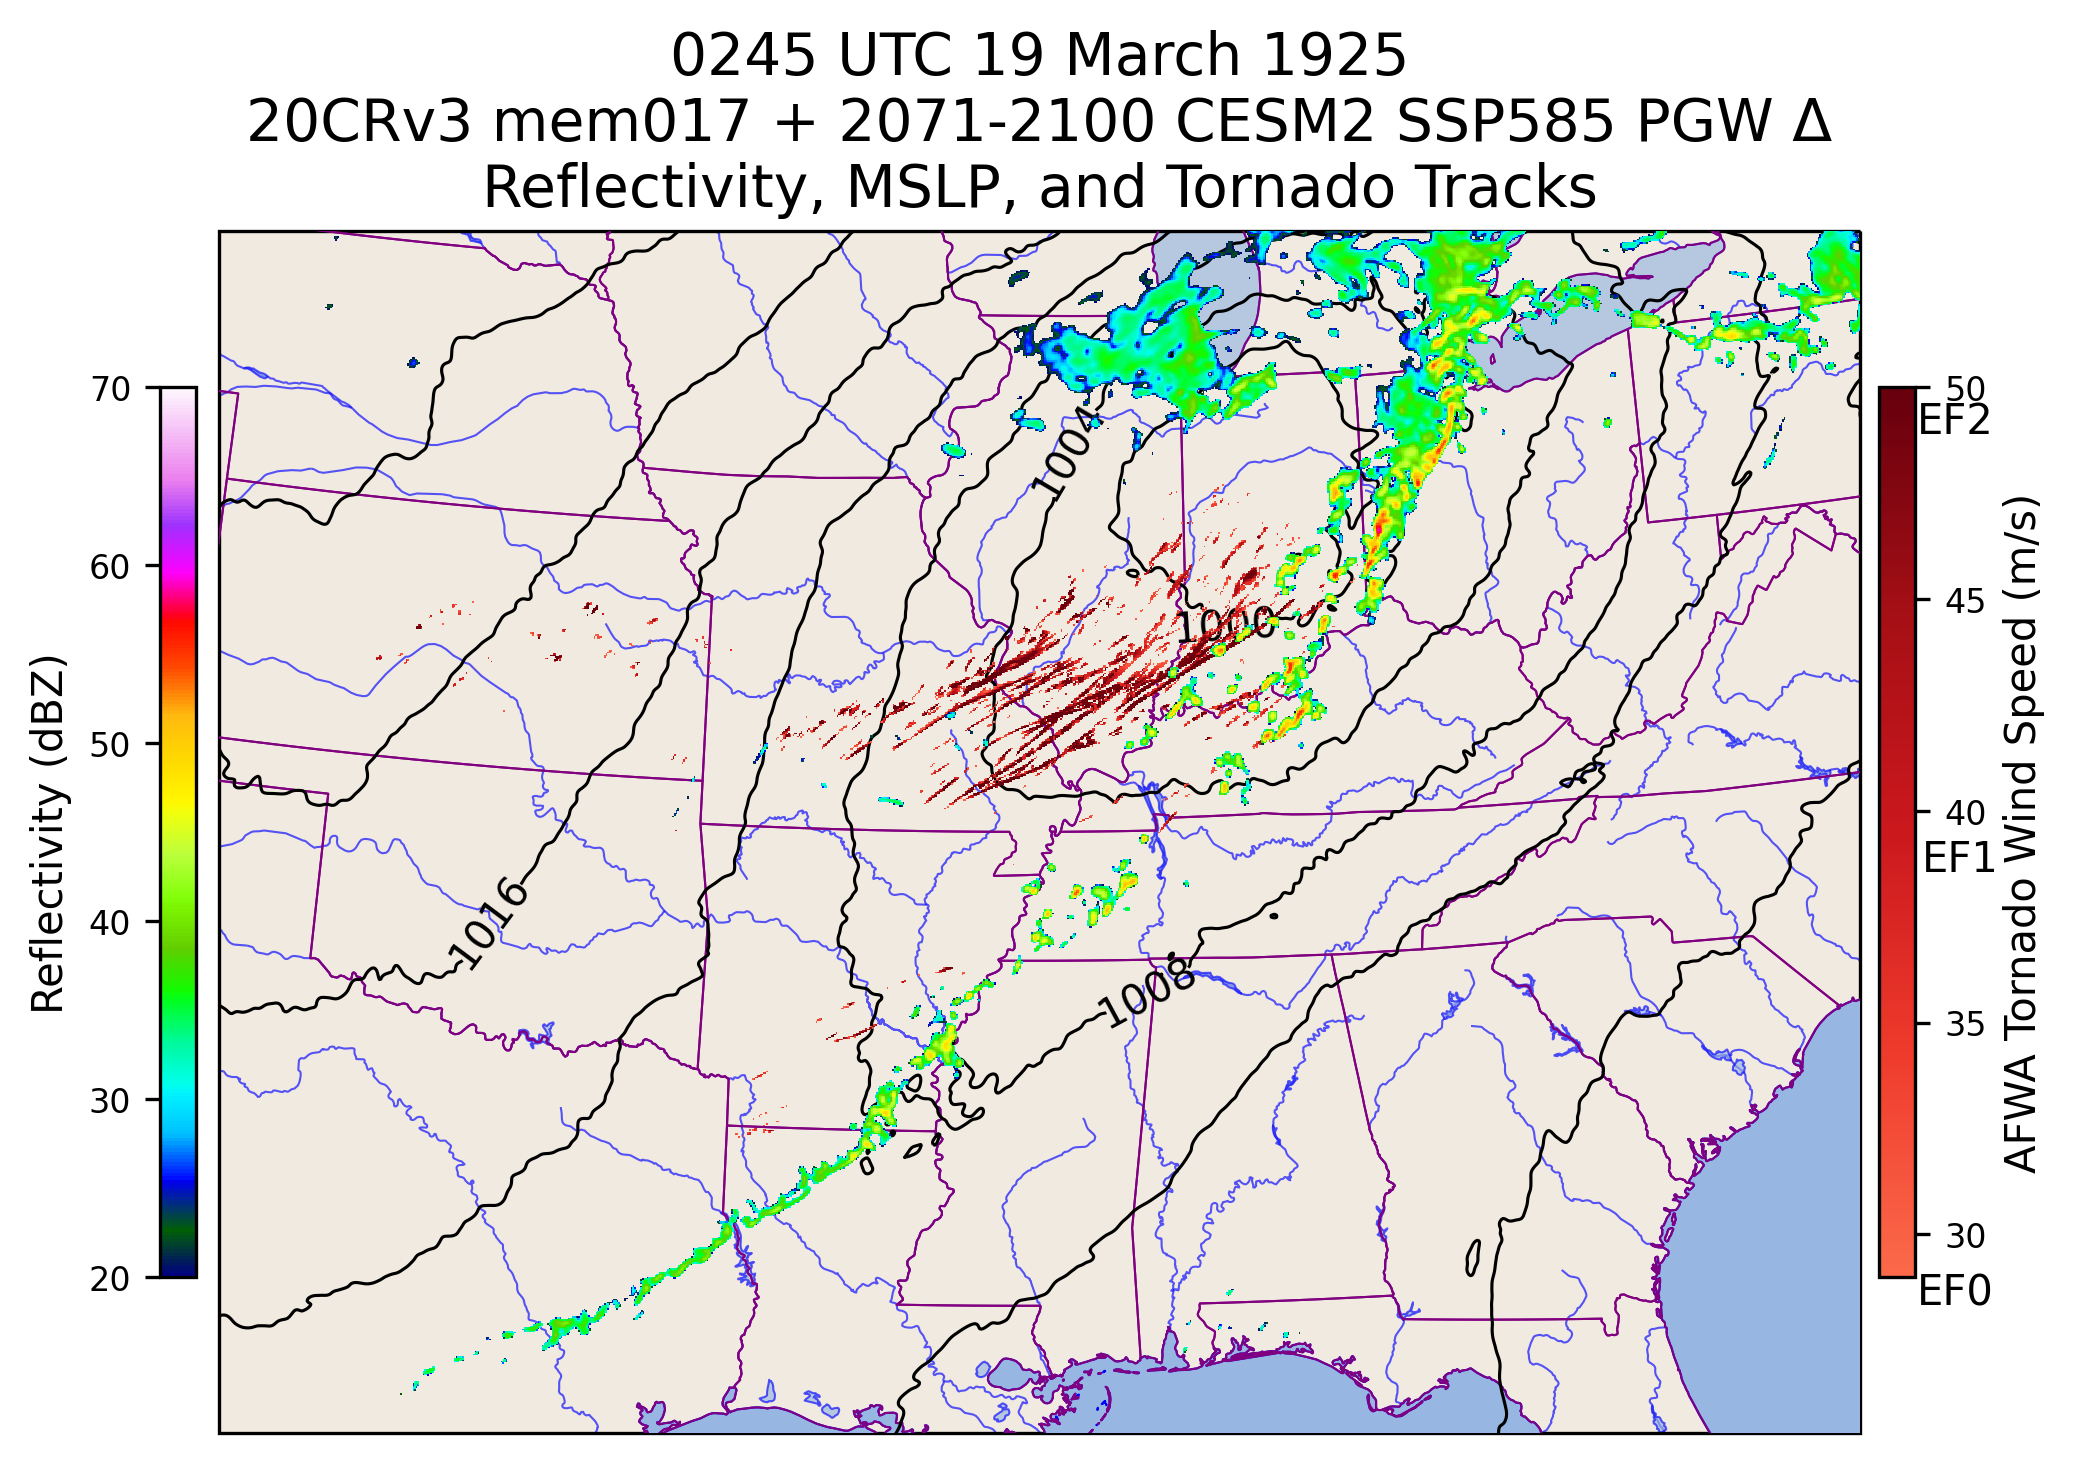 0245 UTC 19 March 1925
20CRv3 mem017 + 2071-2100 CESM2 SSP585 PGW Δ
Reflectivity, MSLP, and Tornado Tracks
70
60
50
40
30
20
Reflectivity (dBZ)
1004
1000
1016
1008
50
EF2
45
40
EF1
35
30
EF0
AFWA Tornado Wind Speed (m/s)